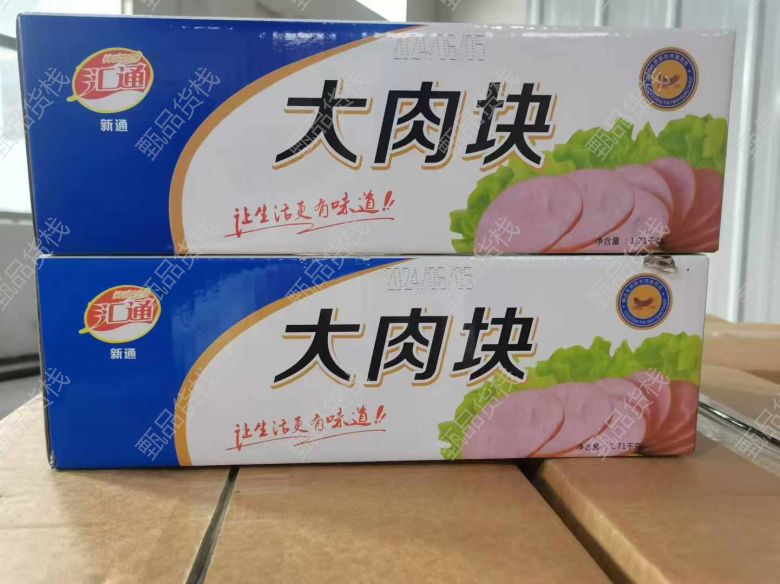 2024/06/05
汇通
新通
大肉块
让生活更有味道!!
净含量：1.71千克
2024/06/05
汇通
新通
大肉块
让生活更有味道!!
净含量：1.71千克
甄品货栈